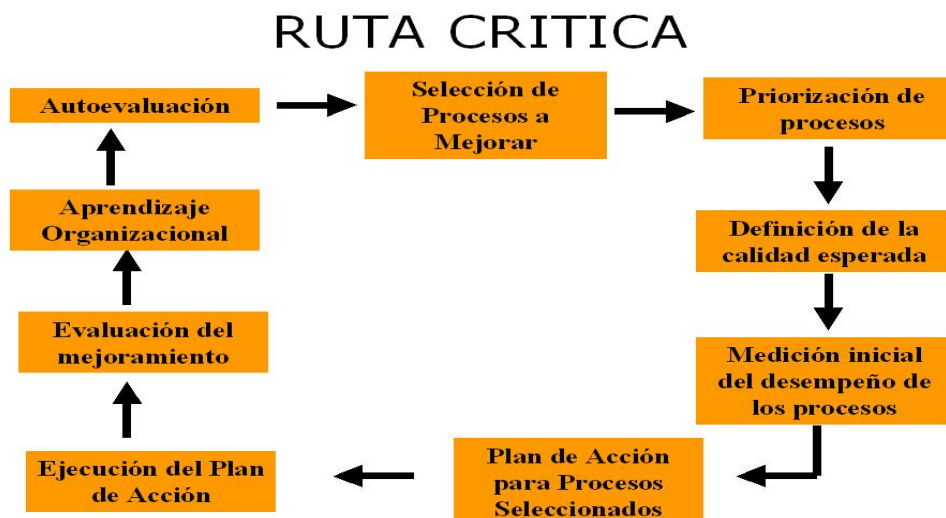 RUTA CRITICA
Autoevaluación
Selección de
Procesos a
Mejorar
Priorización de
procesos
Definición de la
calidad esperada
Medición inicial
del desempeño de
los procesos
Plan de Acción
para Procesos
Seleccionados
Ejecución del Plan
de Acción
Evaluación del
mejoramiento
Aprendizaje
Organizacional